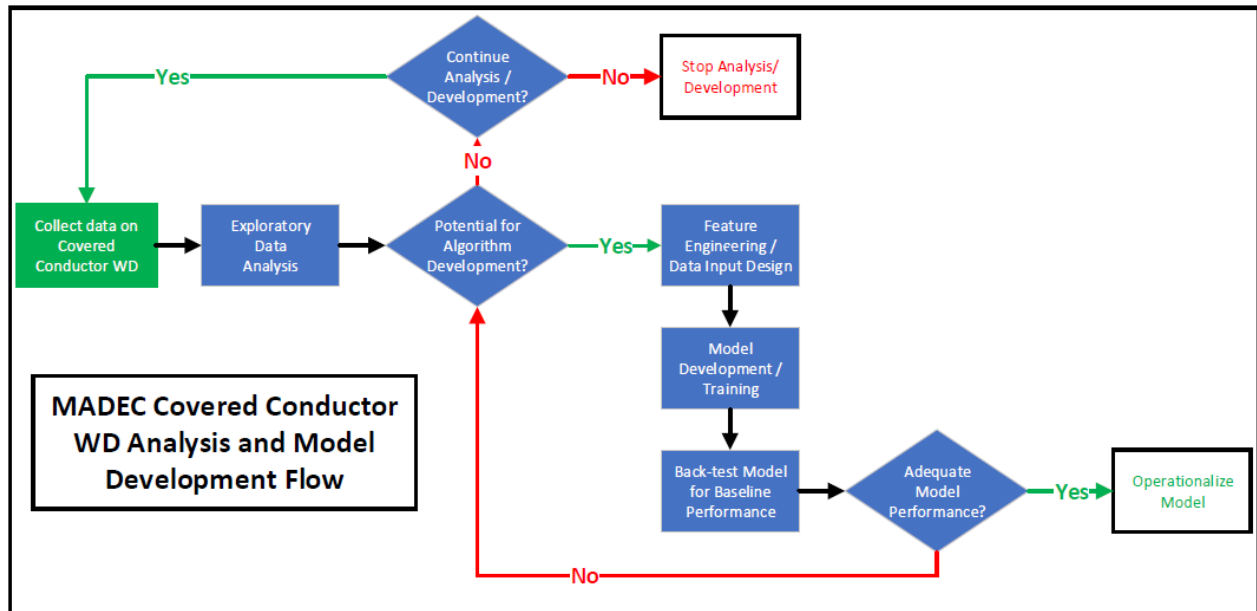 Continue
Analysis /
Development?
Yes
No
Stop Analysis/
Development
No
Collect data on
Covered
Conductor WD
Exploratory
Data
Analysis
Potential for
Algorithm
Development?
Yes
Feature
Engineering /
Data Input Design
Model
Development /
Training
MADEC Covered Conductor
WD Analysis and Model
Development Flow
Back-test Model
for Baseline
Performance
Adequate
Model
Performance?
Yes
Operationalize
Model
No